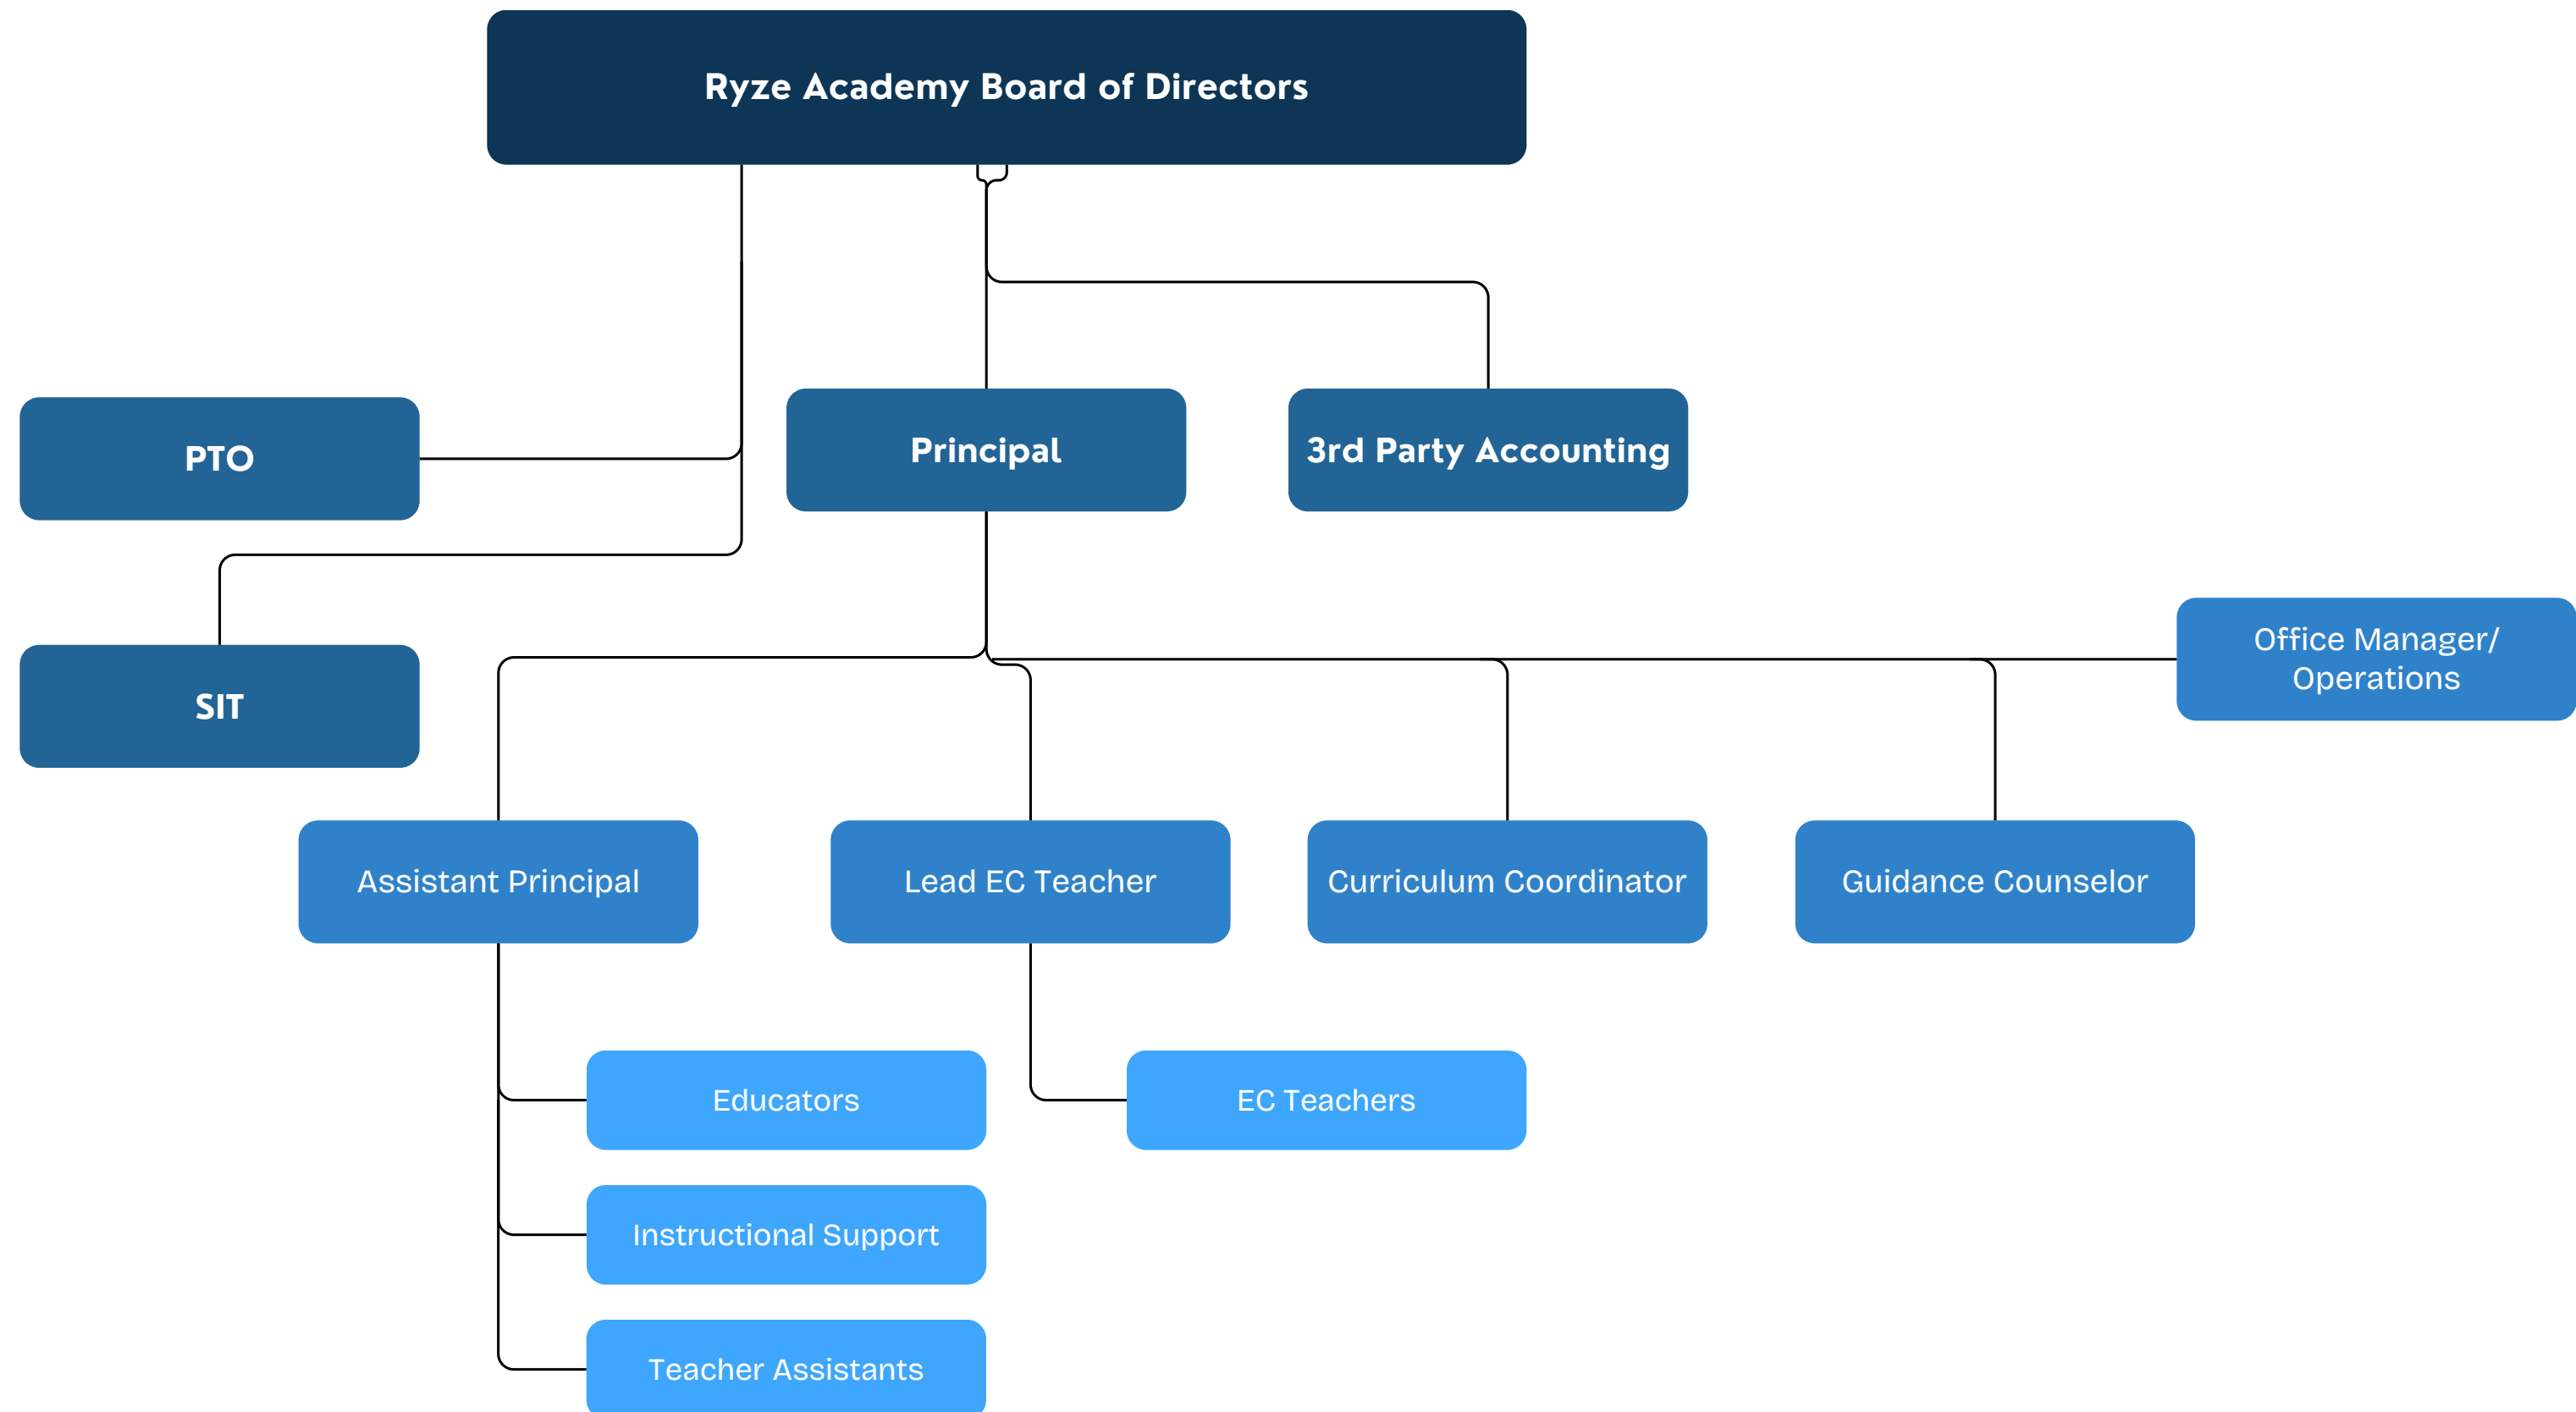 Ryze Academy Board of Directors
PTO
Principal
3rd Party Accounting
SIT
Office Manager/
Operations
Assistant Principal
Lead EC Teacher
Curriculum Coordinator
Guidance Counselor
Educators
EC Teachers
Instructional Support
Teacher Assistants